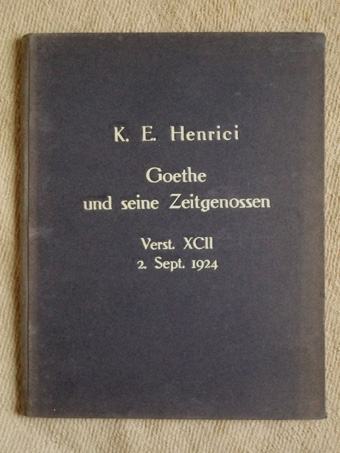 K. E. Henrici
Goethe
und seine Zeitgenossen
Verst. XCII
2. Sept. 1924